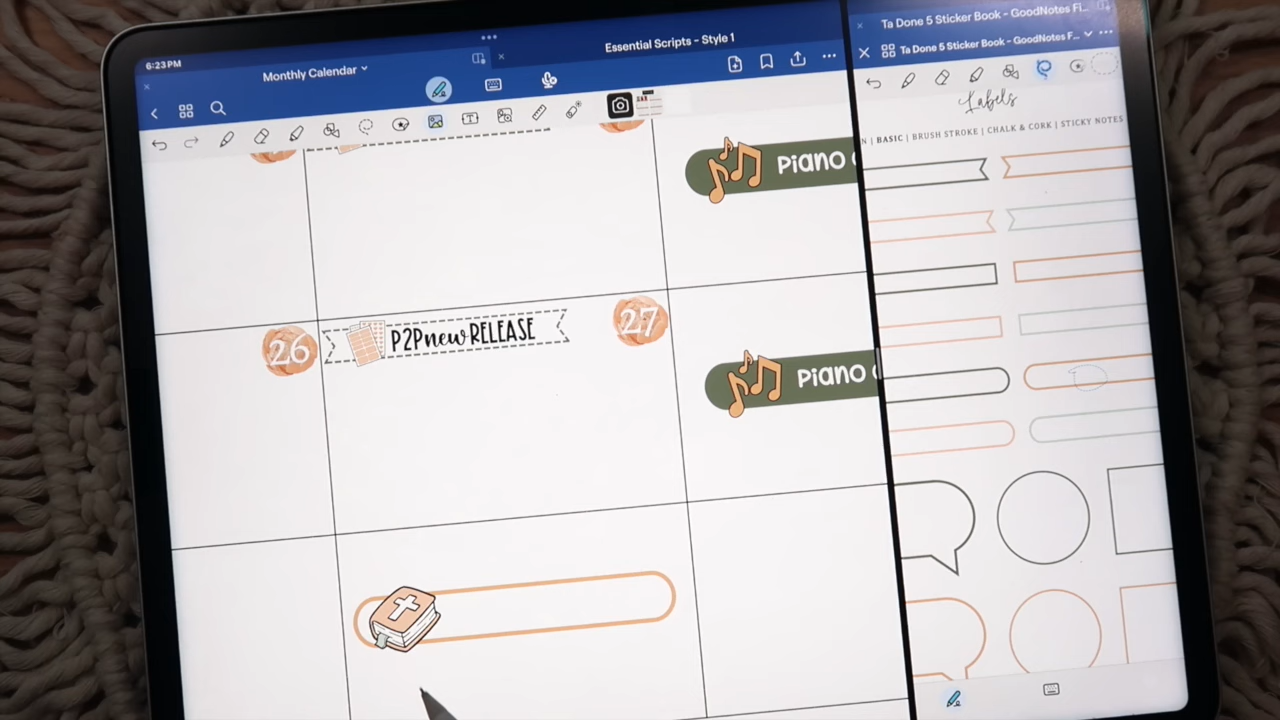 6:23 PM
Monthly Calendar
Essential Scripts - Style 1
Ta Done 5 Sticker Book - GoodNotes Fi...
Ta Done 5 Sticker Book - GoodNotes F...
Labels
N | BASIC | BRUSH STROKE | CHALK & CORK | STICKY NOTES
Piano
26
P2P new RELEASE
27
Piano